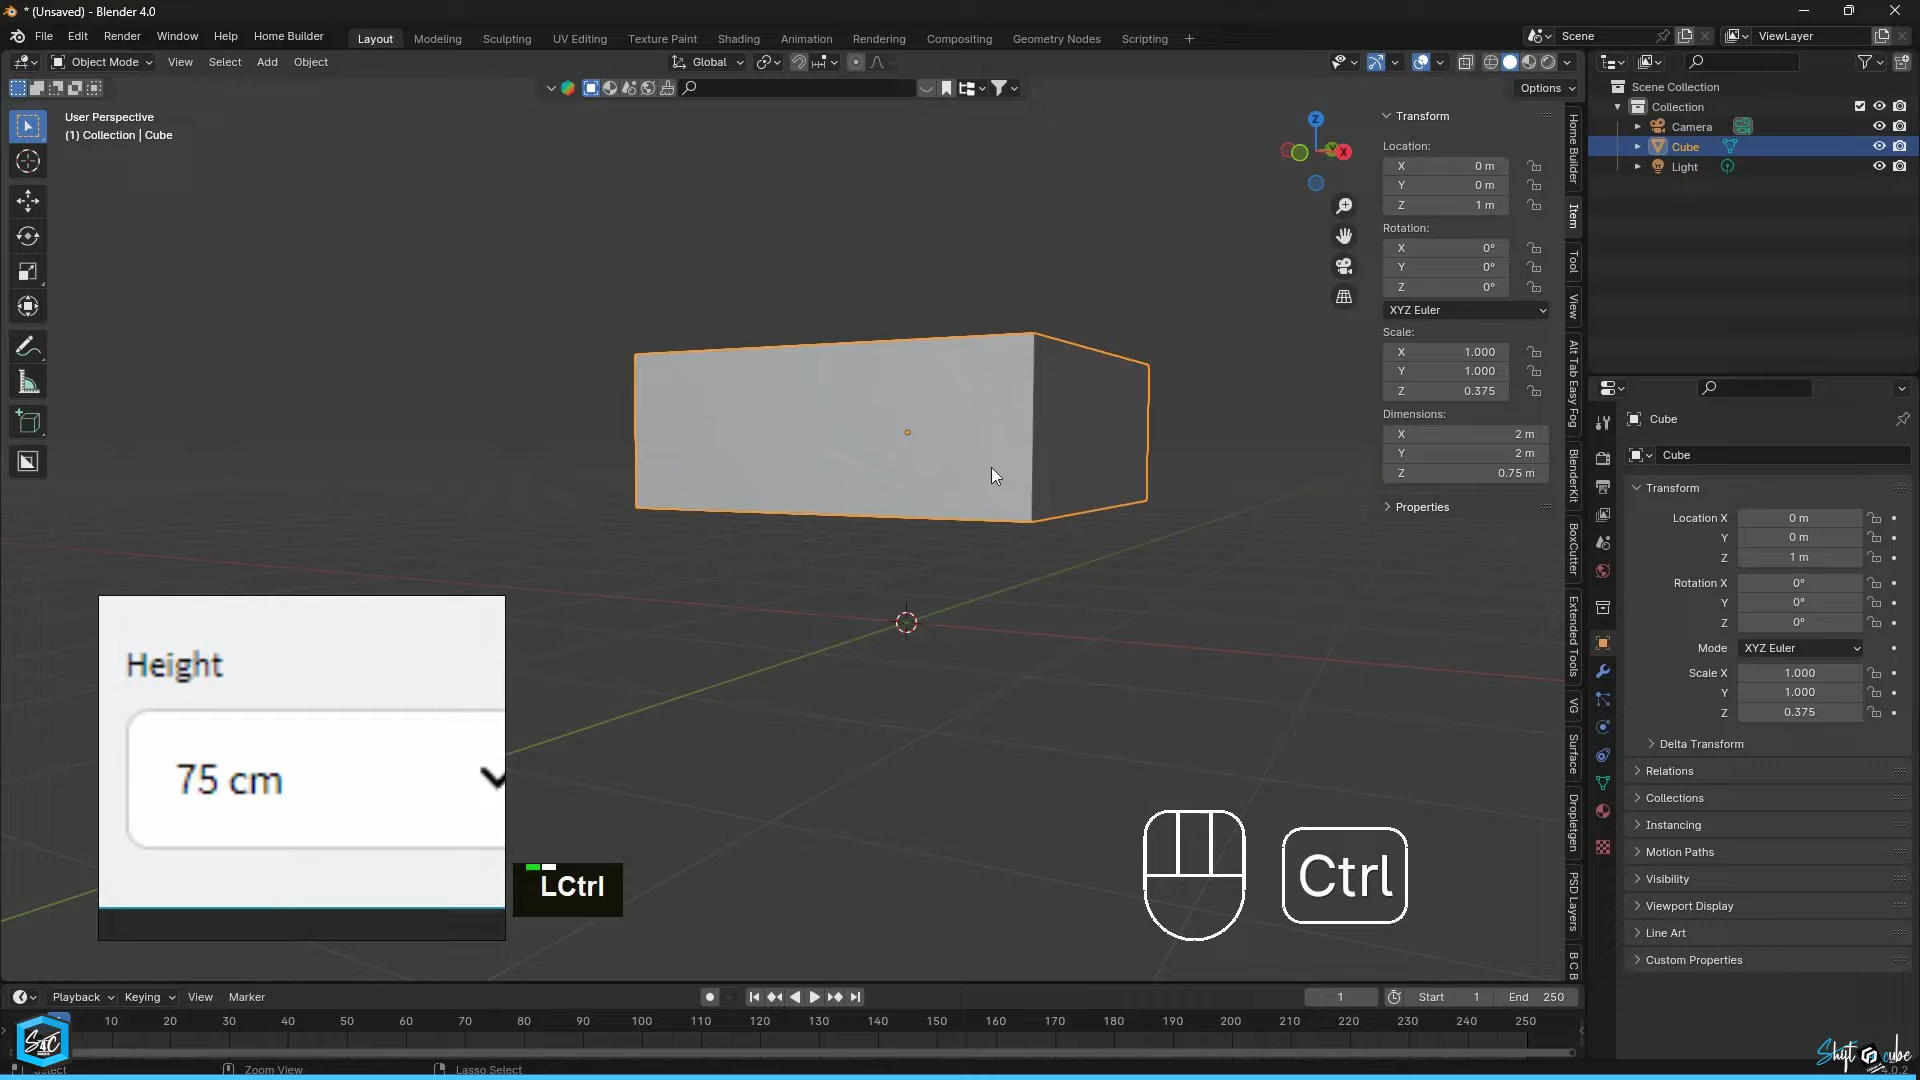 * (Unsaved) - Blender 4.0
File Edit Render Window Help Home Builder
Layout Modeling Sculpting UV Editing Texture Paint Shading Animation Rendering Compositing Geometry Nodes Scripting +
Scene
ViewLayer
Object Mode View Select Add Object
Global
Options
User Perspective
(1) Collection | Cube
Z
Y
X
Transform
Location:
X 0 m
Y 0 m
Z 1 m
Rotation:
X 0°
Y 0°
Z 0°
XYZ Euler
Scale:
X 1.000
Y 1.000
Z 0.375
Dimensions:
X 2 m
Y 2 m
Z 0.75 m
Properties
Home Builder
Item
Tool
View
Alt Tab Easy Fog
BlenderKit
BoxCutter
Extended Tools
VG
Surface
Dropletgen
PSD Layers
B C B
Scene Collection
Collection
Camera
Cube
Light
Cube
Cube
Transform
Location X 0 m
Y 0 m
Z 1 m
Rotation X 0°
Y 0°
Z 0°
Mode XYZ Euler
Scale X 1.000
Y 1.000
Z 0.375
Delta Transform
Relations
Collections
Instancing
Motion Paths
Visibility
Viewport Display
Line Art
Custom Properties
Height
75 cm
LCtrl
Ctrl
Playback Keying View Marker
1 Start 1 End 250
10 20 30 40 50 60 70 80 90 100 110 120 130 140 150 160 170 180 190 200 210 220 230 240 250
S4C
Select Zoom View Lasso Select
Shift 4 cube
4.0.2